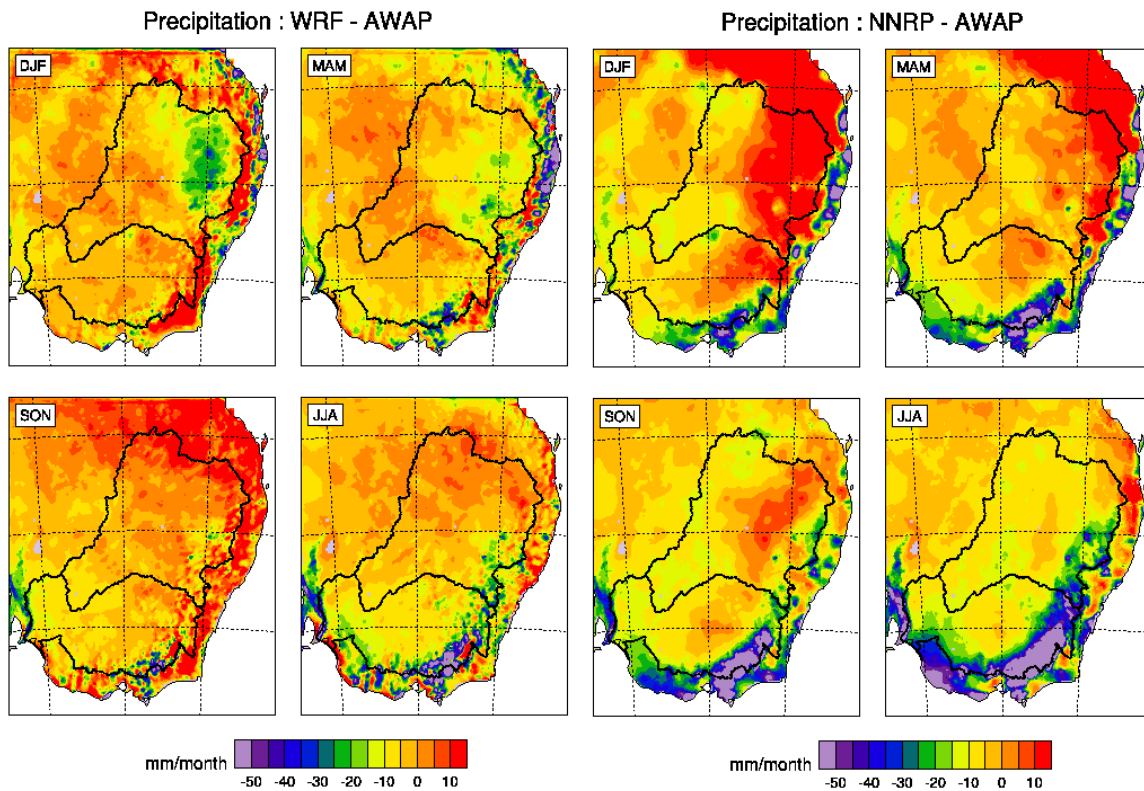 Precipitation : WRF - AWAP
Precipitation : NNRP - AWAP
DJF
MAM
DJF
MAM
SON
JJA
SON
JJA
mm/month
-50 -40 -30 -20 -10 0 10
mm/month
-50 -40 -30 -20 -10 0 10